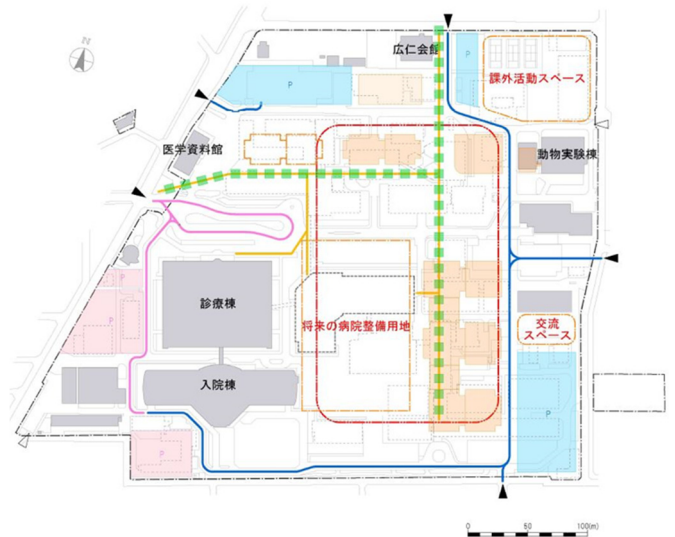 N
広仁会館
P
P
課外活動スペース
医学資料館
動物実験棟
診療棟
将来の病院整備用地
交流
スペース
P
入院棟
P
P
0 50 100(m)